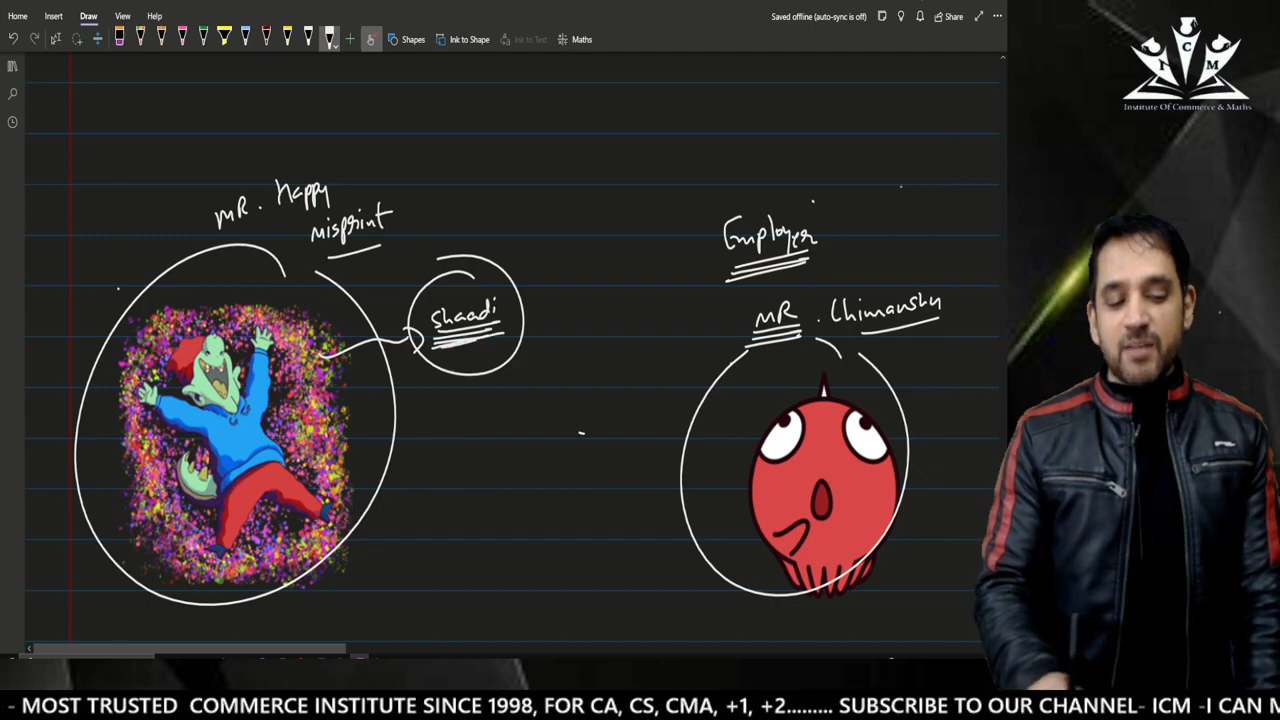 Home Insert Draw View Help
Saved offline (auto-sync is off)
Share
Shapes
Ink to Shape
Ink to Text
Maths
I C M
Institute Of Commerce & Maths
MR. Happy
misprint
Shaadi
Employer
MR. Chimanshu
- MOST TRUSTED COMMERCE INSTITUTE SINCE 1998, FOR CA, CS, CMA, +1, +2......... SUBSCRIBE TO OUR CHANNEL- ICM -I CAN M